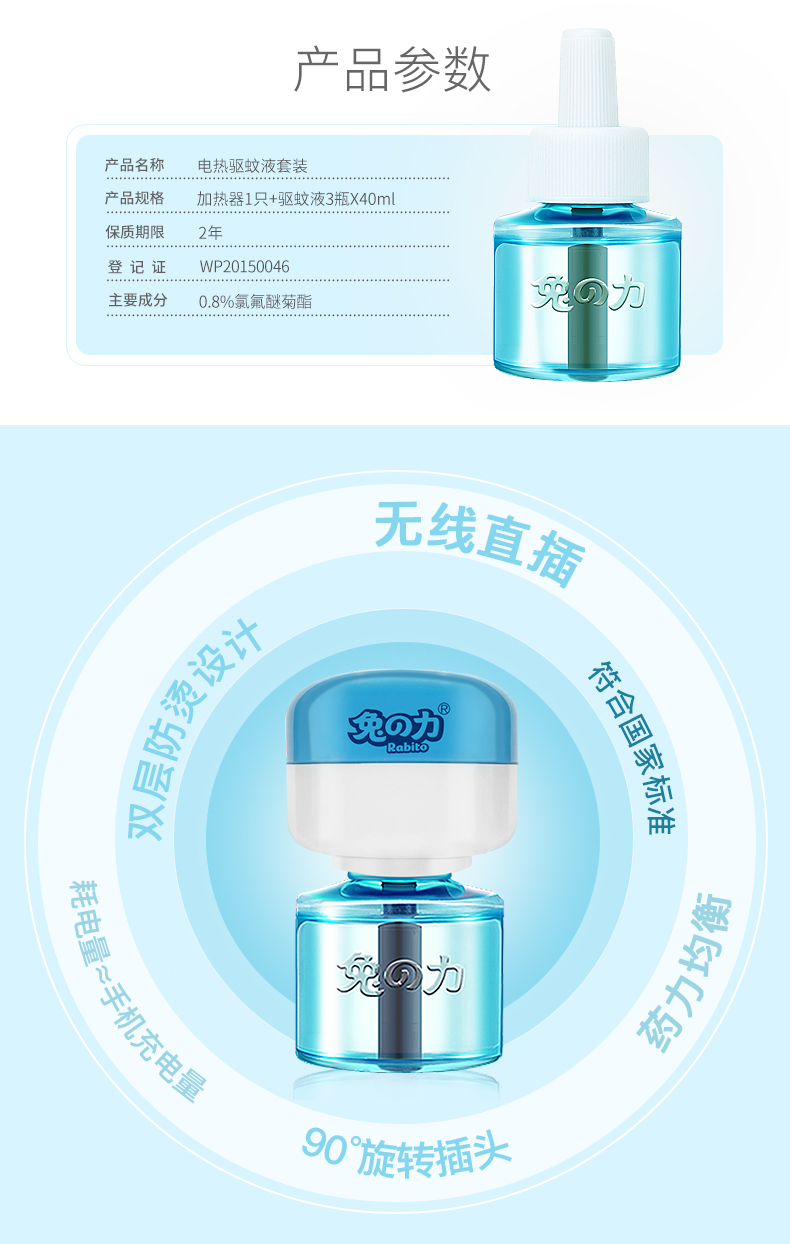 产品参数
产品名称 电热驱蚊液套装
产品规格 加热器1只+驱蚊液3瓶X40ml
保质期限 2年
登 记 证 WP20150046
主要成分 0.8%氯氟醚菊酯
兔の力
无线直插
双层防烫设计
符合国家标准
兔の力®
Rabito
耗电量≈手机充电量
药力均衡
兔の力
90°旋转插头